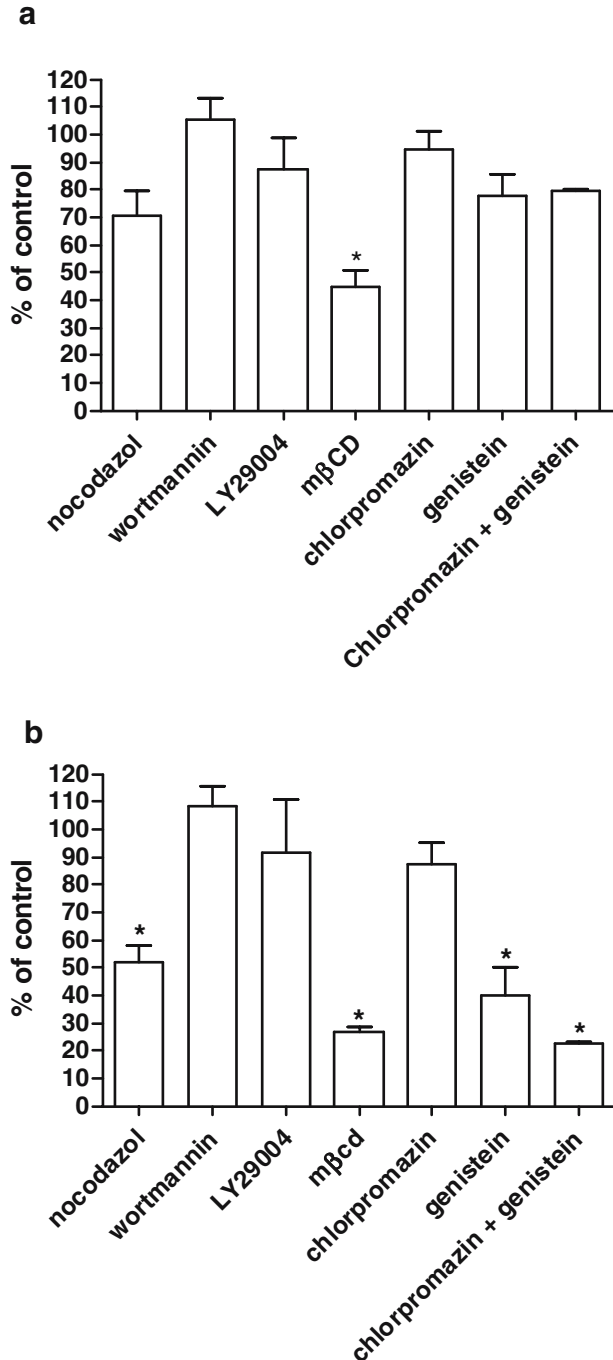 a
% of control
120
110
100
90
80
70
60
50
40
30
20
10
0
*
nocodazol
wortmannin
LY29004
mβCD
chlorpromazin
genistein
Chlorpromazin + genistein
b
% of control
120
110
100
90
80
70
60
50
40
30
20
10
0
*
*
*
*
nocodazol
wortmannin
LY29004
mβcd
chlorpromazin
genistein
chlorpromazin + genistein